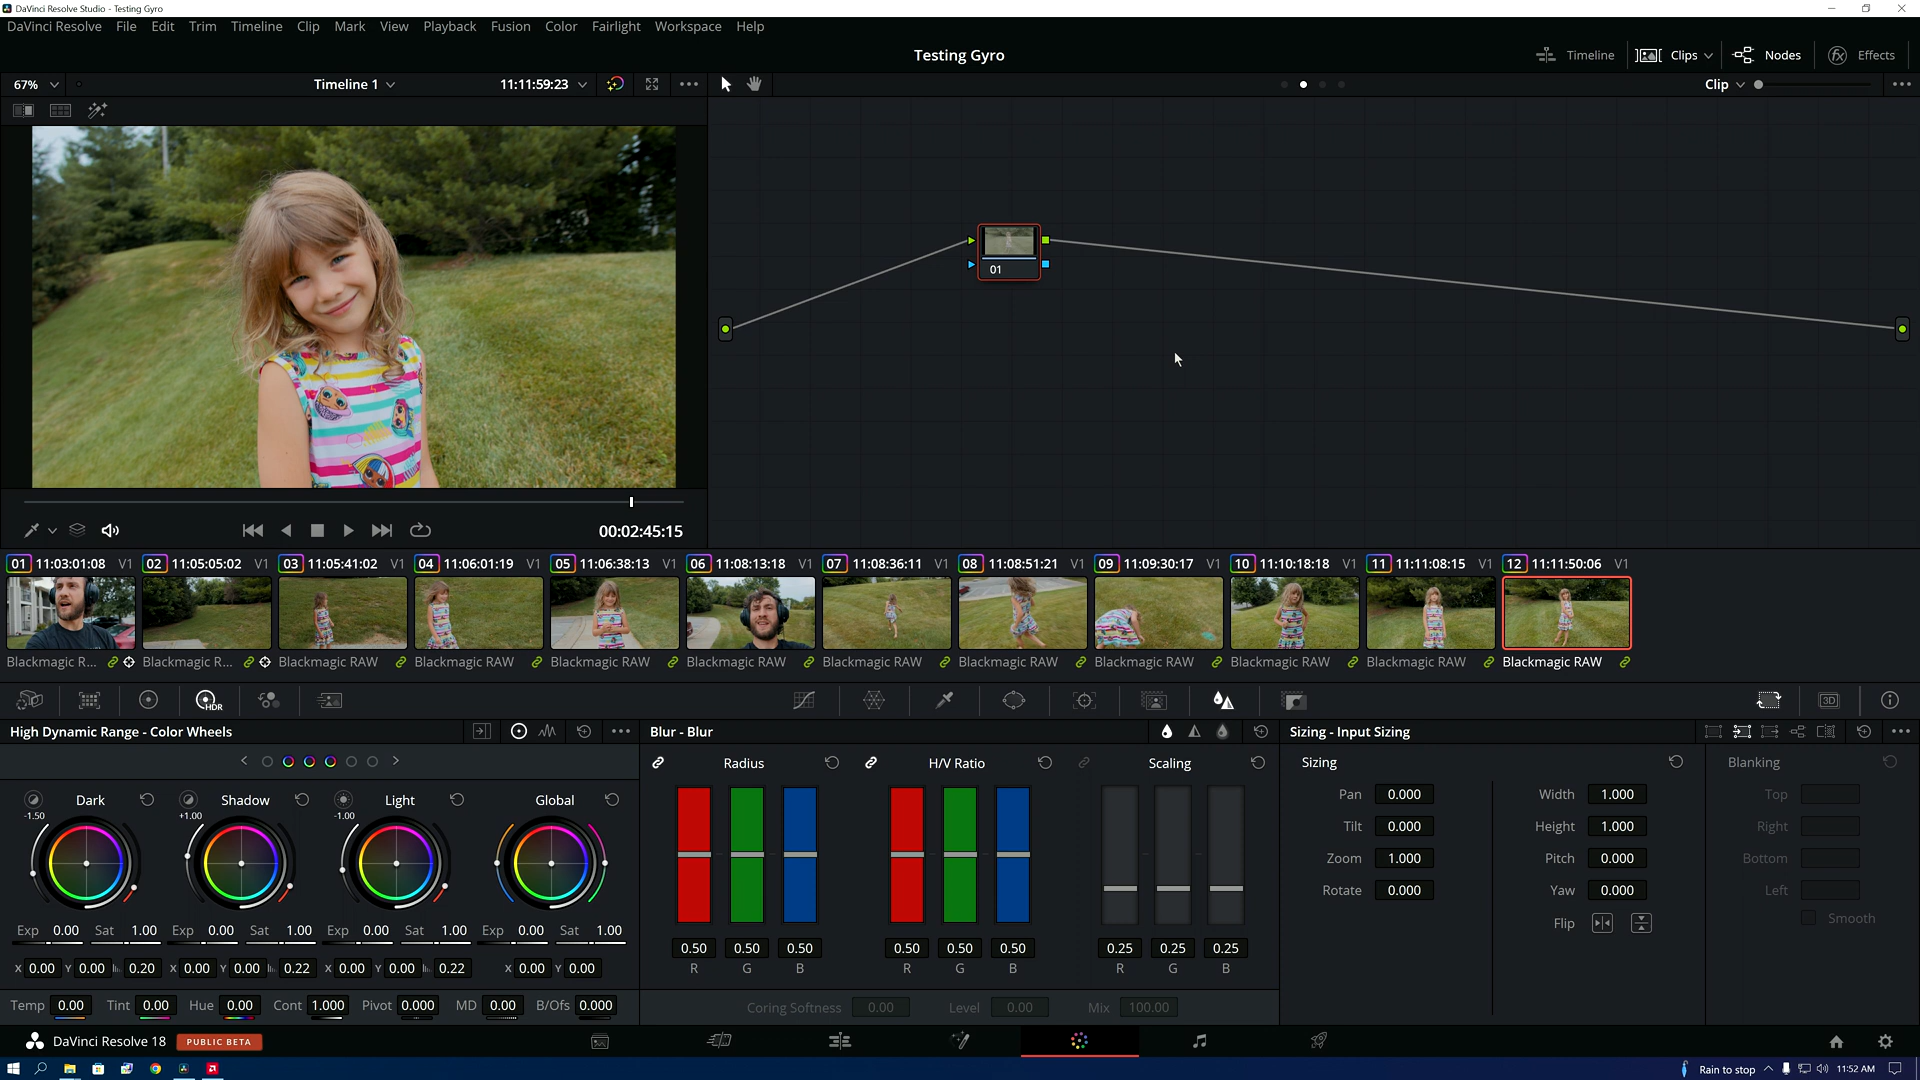 DaVinci Resolve Studio - Testing Gyro
DaVinci Resolve File Edit Trim Timeline Clip Mark View Playback Fusion Color Fairlight Workspace Help
Testing Gyro
Timeline Clips Nodes Effects
67% Timeline 1 11:11:59:23 Clip
00:02:45:15
01 11:03:01:08 V1 02 11:05:05:02 V1 03 11:05:41:02 V1 04 11:06:01:19 V1 05 11:06:38:13 V1 06 11:08:13:18 V1 07 11:08:36:11 V1 08 11:08:51:21 V1 09 11:09:30:17 V1 10 11:10:18:18 V1 11 11:11:08:15 V1 12 11:11:50:06 V1
Blackmagic R... Blackmagic R... Blackmagic RAW Blackmagic RAW Blackmagic RAW Blackmagic RAW Blackmagic RAW Blackmagic RAW Blackmagic RAW Blackmagic RAW Blackmagic RAW Blackmagic RAW
01
HDR
3D
High Dynamic Range - Color Wheels
Dark Shadow Light Global
-1.50 +1.00 -1.00
Exp 0.00 Sat 1.00 Exp 0.00 Sat 1.00 Exp 0.00 Sat 1.00 Exp 0.00 Sat 1.00
X 0.00 Y 0.00 0.20 X 0.00 Y 0.00 0.22 X 0.00 Y 0.00 0.22 X 0.00 Y 0.00
Temp 0.00 Tint 0.00 Hue 0.00 Cont 1.000 Pivot 0.000 MD 0.00 B/Ofs 0.000
Blur - Blur
Radius H/V Ratio Scaling
0.50 0.50 0.50 0.50 0.50 0.50 0.25 0.25 0.25
R G B R G B R G B
Coring Softness 0.00 Level 0.00 Mix 100.00
Sizing - Input Sizing
Sizing Blanking
Pan 0.000 Width 1.000 Top
Tilt 0.000 Height 1.000 Right
Zoom 1.000 Pitch 0.000 Bottom
Rotate 0.000 Yaw 0.000 Left
Flip Smooth
DaVinci Resolve 18 PUBLIC BETA
Rain to stop 11:52 AM